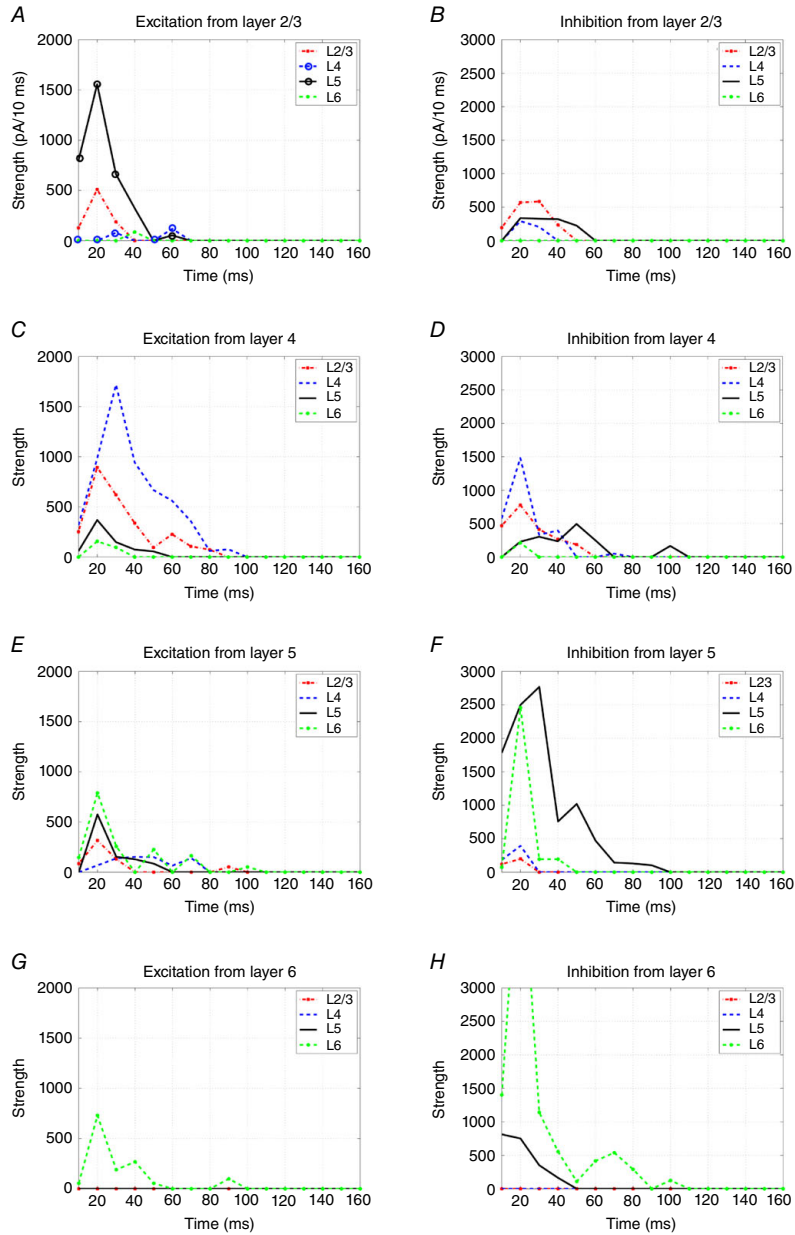 A
Excitation from layer 2/3
2000
1500
1000
500
0
Strength (pA/10 ms)
20 40 60 80 100 120 140 160
Time (ms)
L2/3
L4
L5
L6
B
Inhibition from layer 2/3
3000
2500
2000
1500
1000
500
0
Strength (pA/10 ms)
20 40 60 80 100 120 140 160
Time (ms)
L2/3
L4
L5
L6
C
Excitation from layer 4
2000
1500
1000
500
0
Strength
20 40 60 80 100 120 140 160
Time (ms)
L2/3
L4
L5
L6
D
Inhibition from layer 4
3000
2500
2000
1500
1000
500
0
Strength
20 40 60 80 100 120 140 160
Time (ms)
L2/3
L4
L5
L6
E
Excitation from layer 5
2000
1500
1000
500
0
Strength
20 40 60 80 100 120 140 160
Time (ms)
L2/3
L4
L5
L6
F
Inhibition from layer 5
3000
2500
2000
1500
1000
500
0
Strength
20 40 60 80 100 120 140 160
Time (ms)
L23
L4
L5
L6
G
Excitation from layer 6
2000
1500
1000
500
0
Strength
20 40 60 80 100 120 140 160
Time (ms)
L2/3
L4
L5
L6
H
Inhibition from layer 6
3000
2500
2000
1500
1000
500
0
Strength
20 40 60 80 100 120 140 160
Time (ms)
L2/3
L4
L5
L6